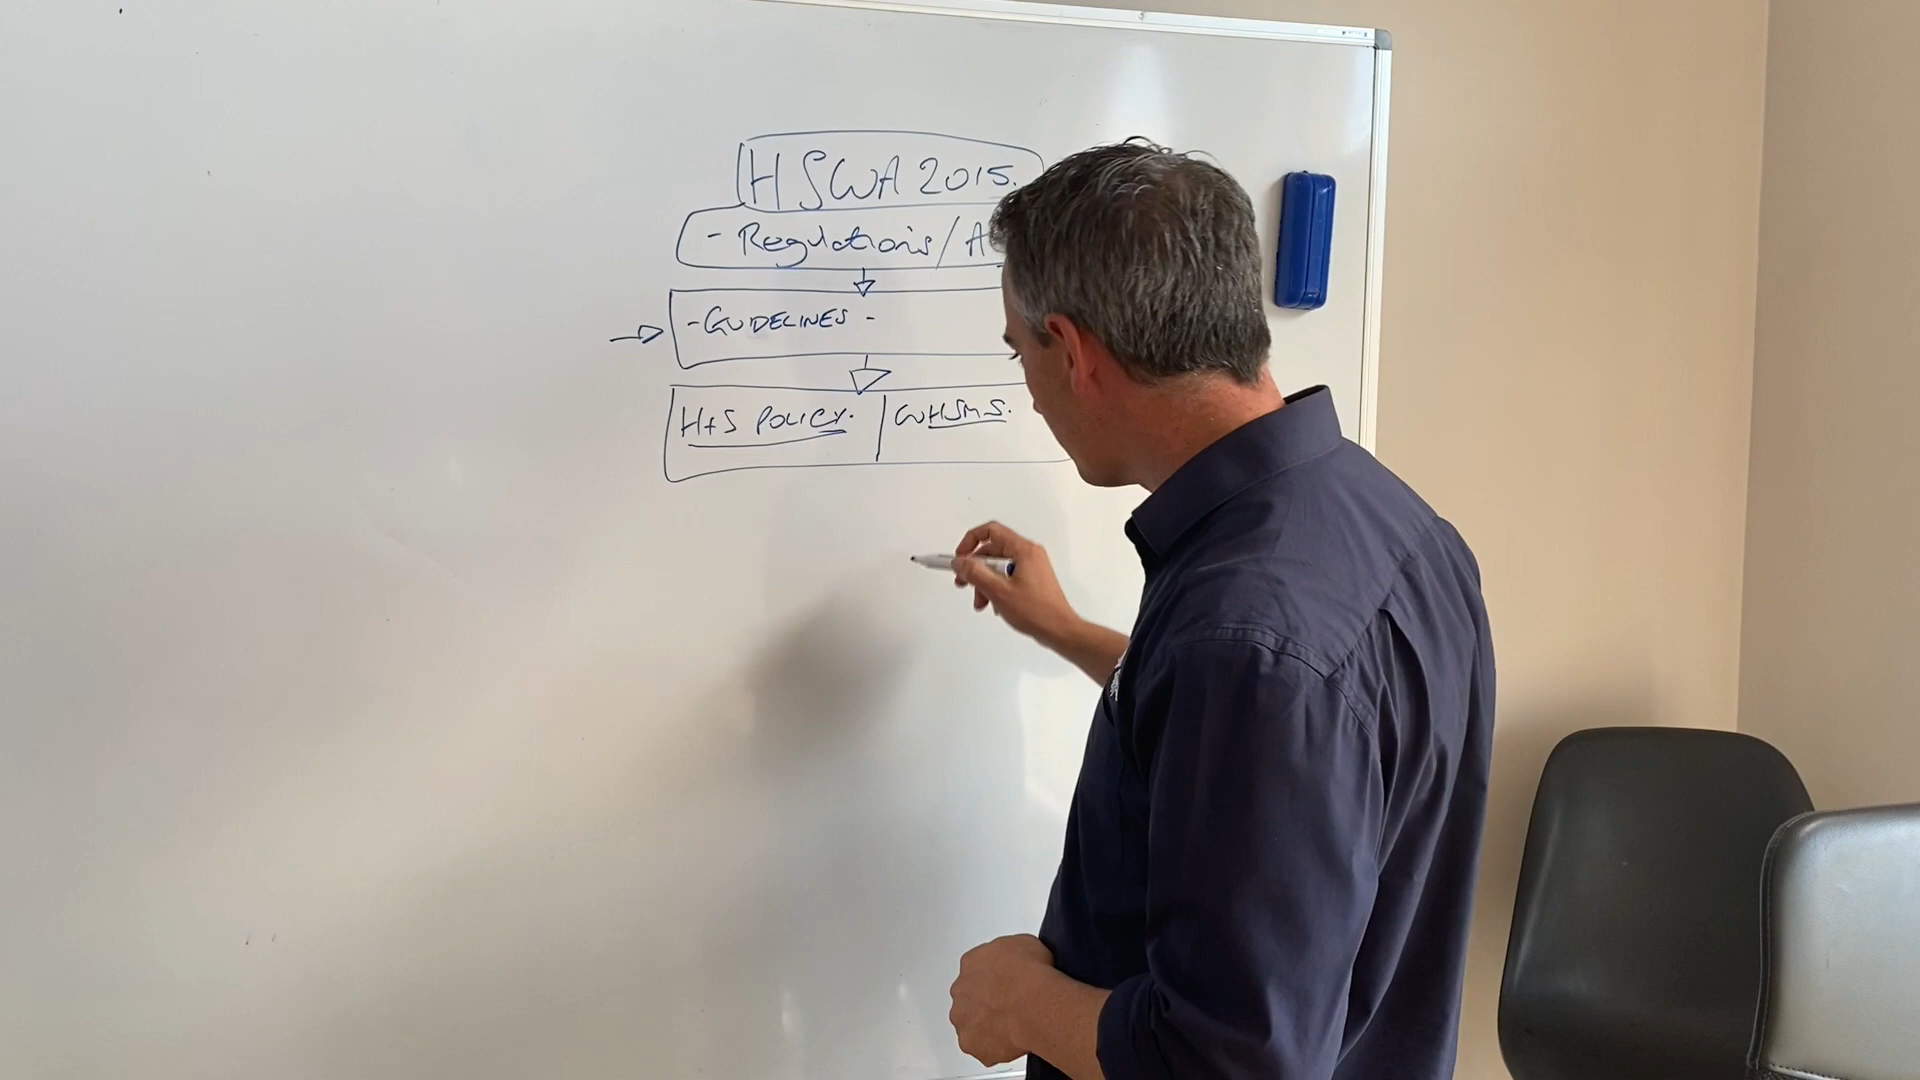 HSWA 2015.
- Regulations / A
- GUIDELINES -
H+S POLICY. | WHSMS.